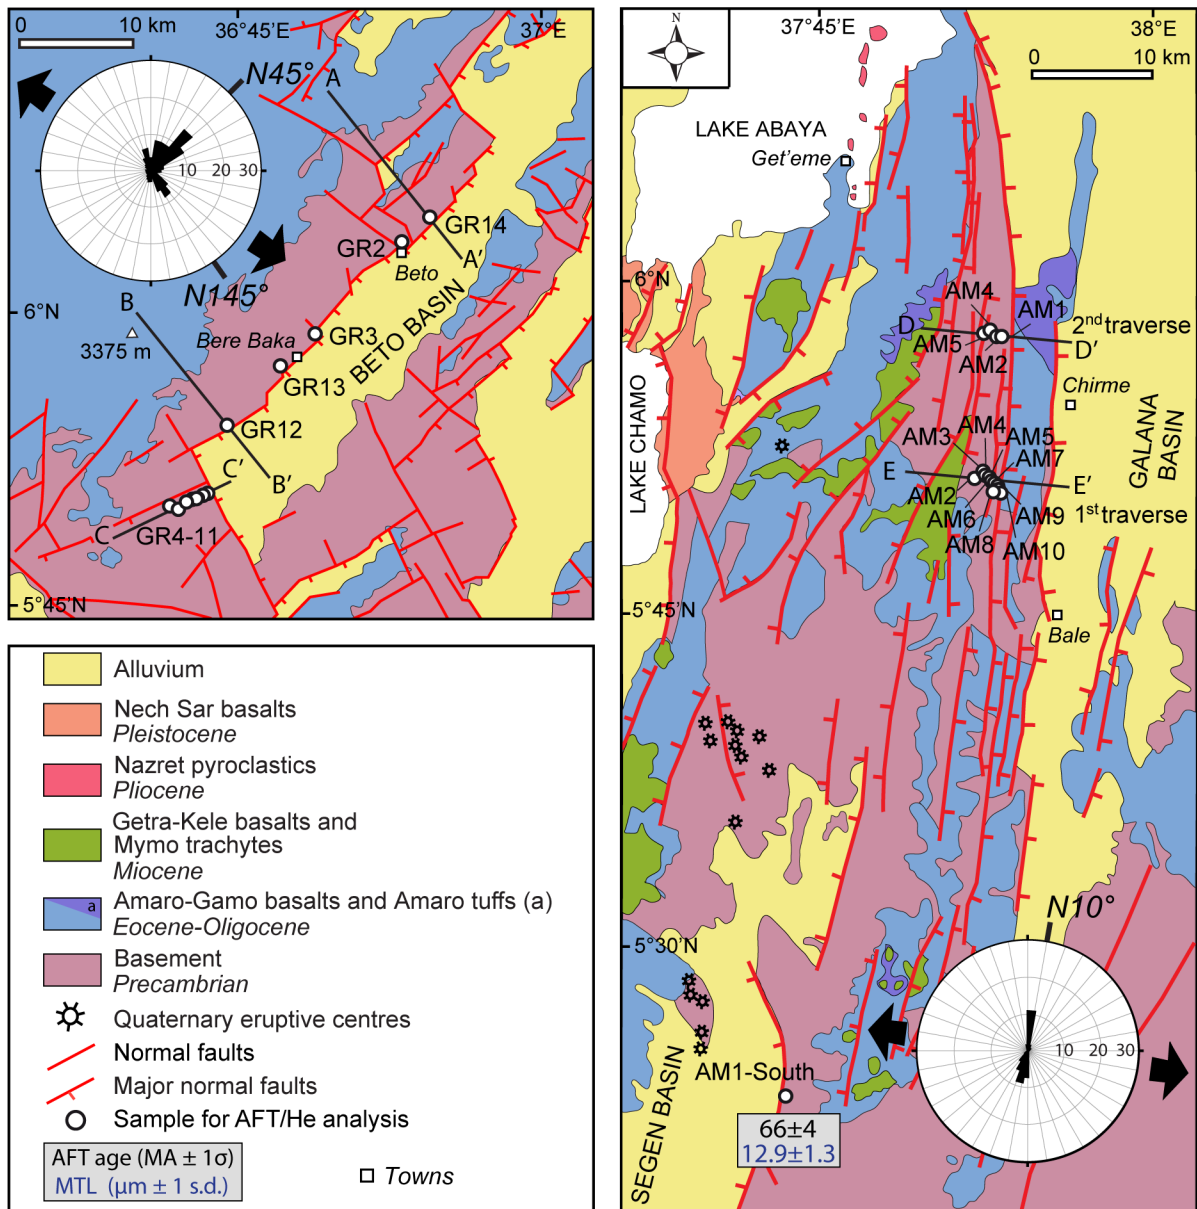 0 10 km
36°45'E
37°E
N45°
A
10 20 30
N145°
GR14
GR2
Beto
A'
B
6°N
3375 m
Bere Baka
GR3
GR13
BETO BASIN
GR12
C'
B'
C
GR4-11
5°45'N
Alluvium
Nech Sar basalts
Pleistocene
Nazret pyroclastics
Pliocene
Getra-Kele basalts and
Mymo trachytes
Miocene
a
Amaro-Gamo basalts and Amaro tuffs (a)
Eocene-Oligocene
Basement
Precambrian
Quaternary eruptive centres
Normal faults
Major normal faults
Sample for AFT/He analysis
AFT age (MA ± 1σ)
MTL (µm ± 1 s.d.)
Towns
N
37°45'E
38°E
0 10 km
LAKE ABAYA
Get'eme
6°N
AM4
AM1
D
2nd traverse
D'
AM5
AM2
Chirme
LAKE CHAMO
GALANA
BASIN
AM4
AM3
AM5
AM7
E
E'
AM2
AM6
AM9
1st traverse
AM8
AM10
5°45'N
Bale
5°30'N
N10°
10 20 30
AM1-South
66±4
12.9±1.3
SEGEN BASIN